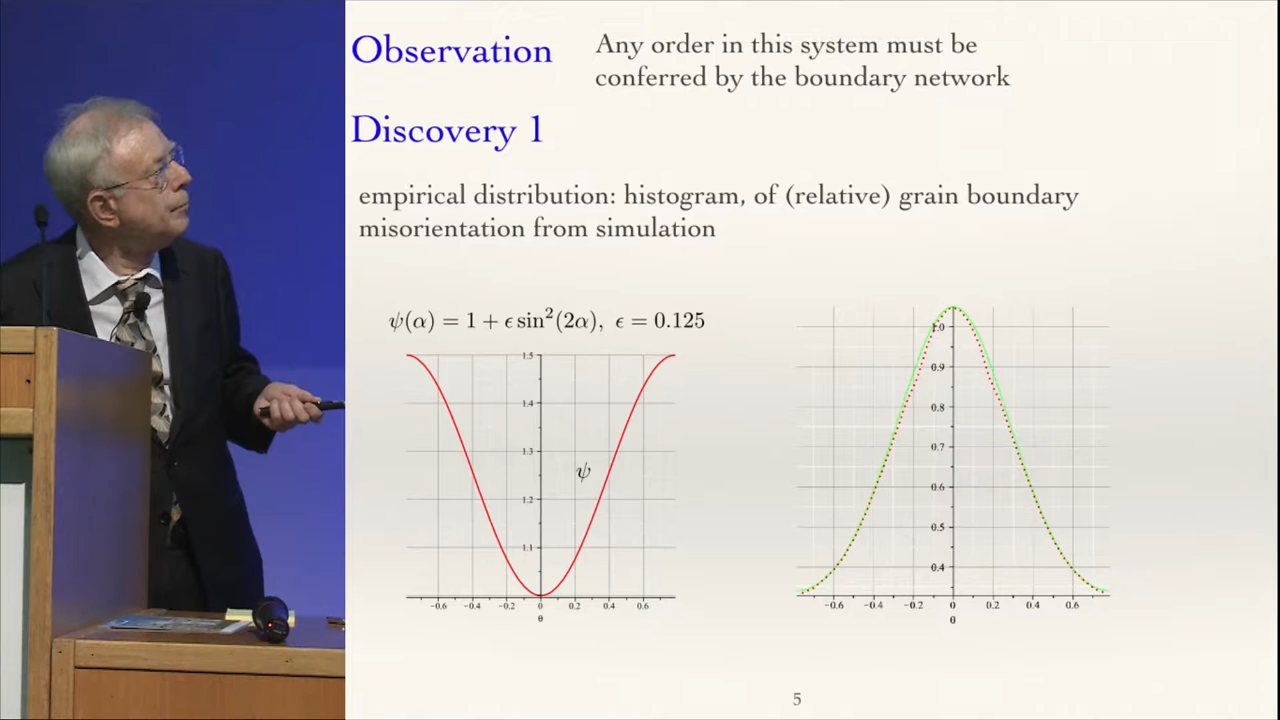 Observation
Any order in this system must be
conferred by the boundary network
Discovery 1
empirical distribution: histogram, of (relative) grain boundary
misorientation from simulation
ψ(α) = 1 + ϵ sin²(2α), ϵ = 0.125
1.5
1.4
1.3
ψ
1.2
1.1
−0.6 −0.4 −0.2 0 0.2 0.4 0.6
θ
1.0
0.9
0.8
0.7
0.6
0.5
0.4
−0.6 −0.4 −0.2 0 0.2 0.4 0.6
θ
5